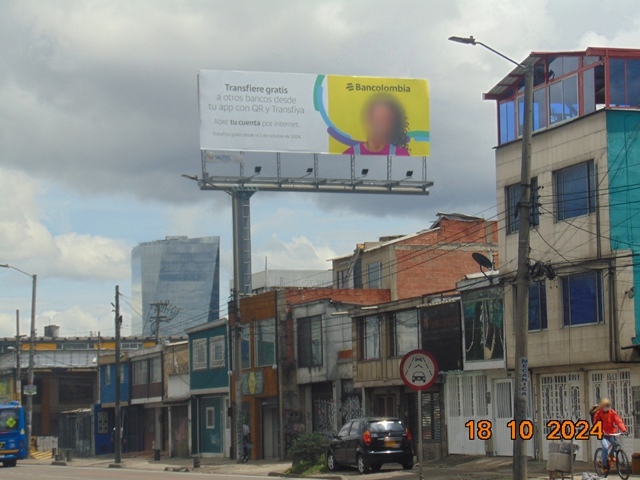 Transfiere gratis
a otros bancos desde
tu app con QR y Transfiya
Abre tu cuenta por internet.
Bancolombia
18 10 2024